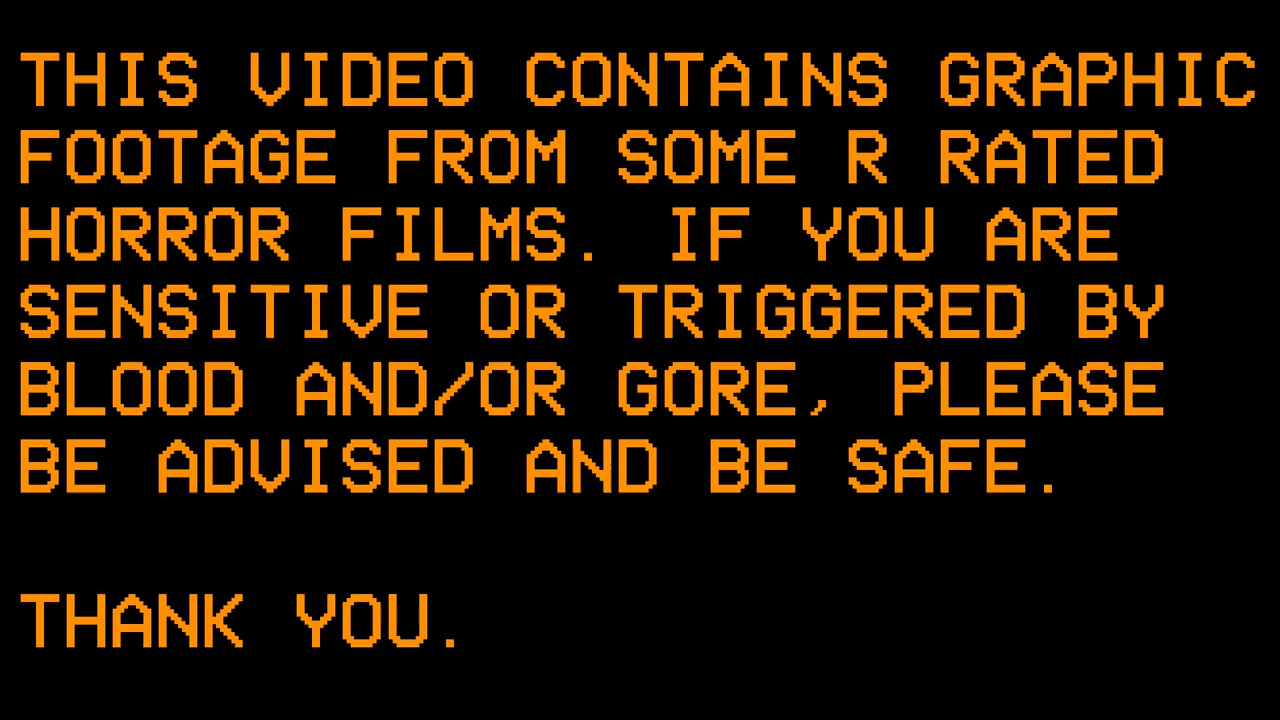 THIS VIDEO CONTAINS GRAPHIC
FOOTAGE FROM SOME R RATED
HORROR FILMS. IF YOU ARE
SENSITIVE OR TRIGGERED BY
BLOOD AND/OR GORE, PLEASE
BE ADVISED AND BE SAFE.
THANK YOU.